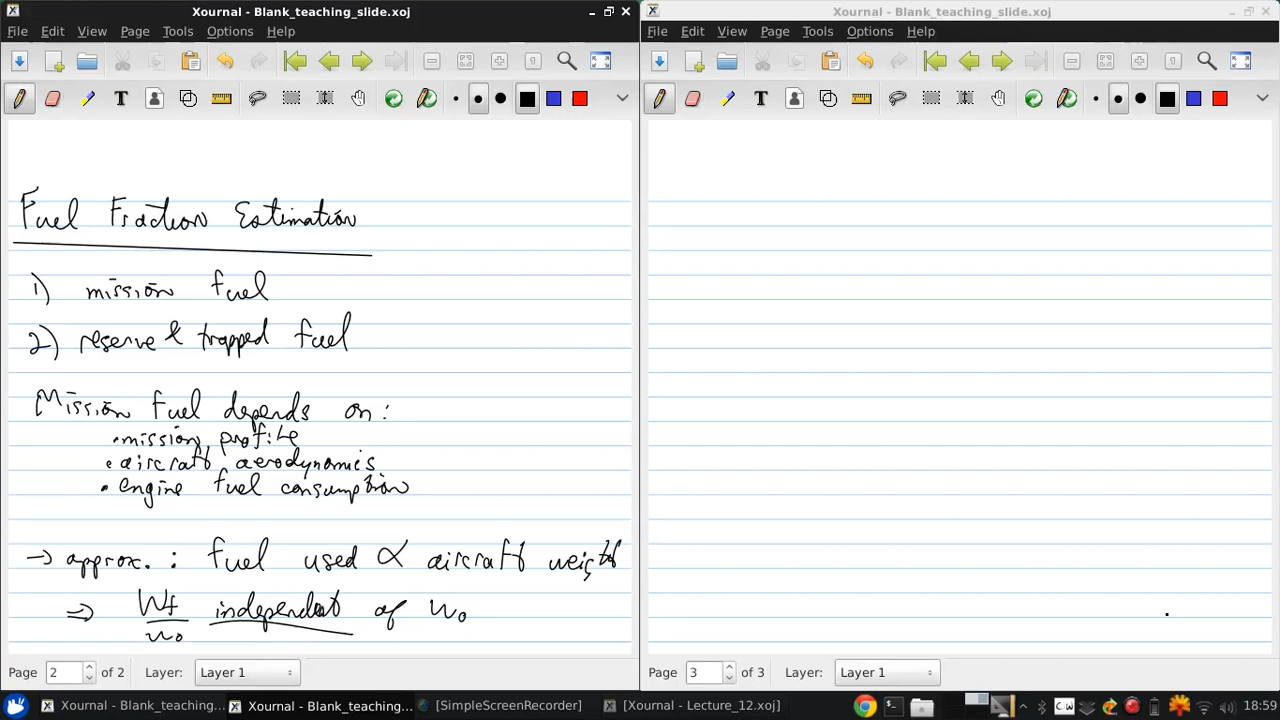 Xournal - Blank_teaching_slide.xoj
File Edit View Page Tools Options Help
Fuel Fraction Estimation
1) mission fuel
2) reserve & trapped fuel
Mission fuel depends on:
• mission profile
• aircraft aerodynamics
• engine fuel consumption
→ approx. : fuel used ∝ aircraft weight
⇒ Wf/W₀ independent of W₀
Page 2 of 2 Layer: Layer 1
Xournal - Blank_teaching_slide.xoj
File Edit View Page Tools Options Help
Page 3 of 3 Layer: Layer 1
Xournal - Blank_teaching... Xournal - Blank_teaching_... [SimpleScreenRecorder] [Xournal - Lecture_12.xoj] 18:59